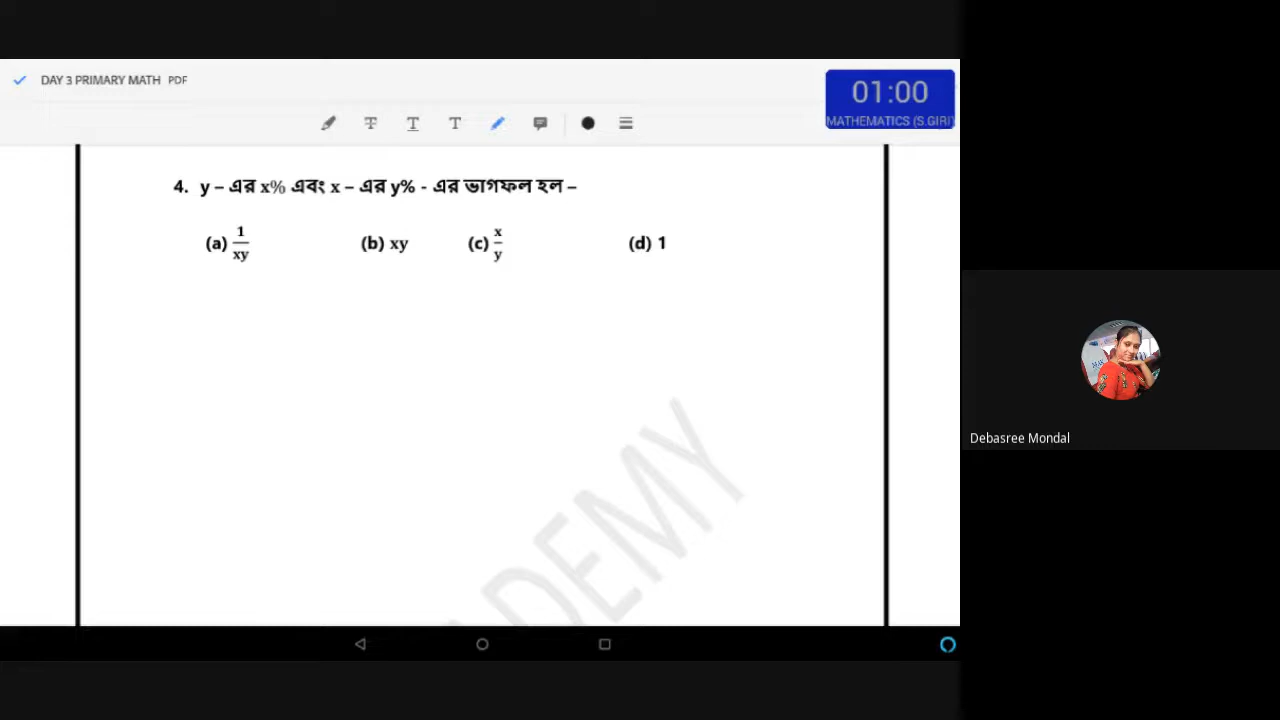 DAY 3 PRIMARY MATH PDF
01:00
MATHEMATICS (S.GIRI)
4. y – এর x% এবং x – এর y% - এর ভাগফল হল –
(a) 1/xy (b) xy (c) x/y (d) 1
DEMY
Debasree Mondal